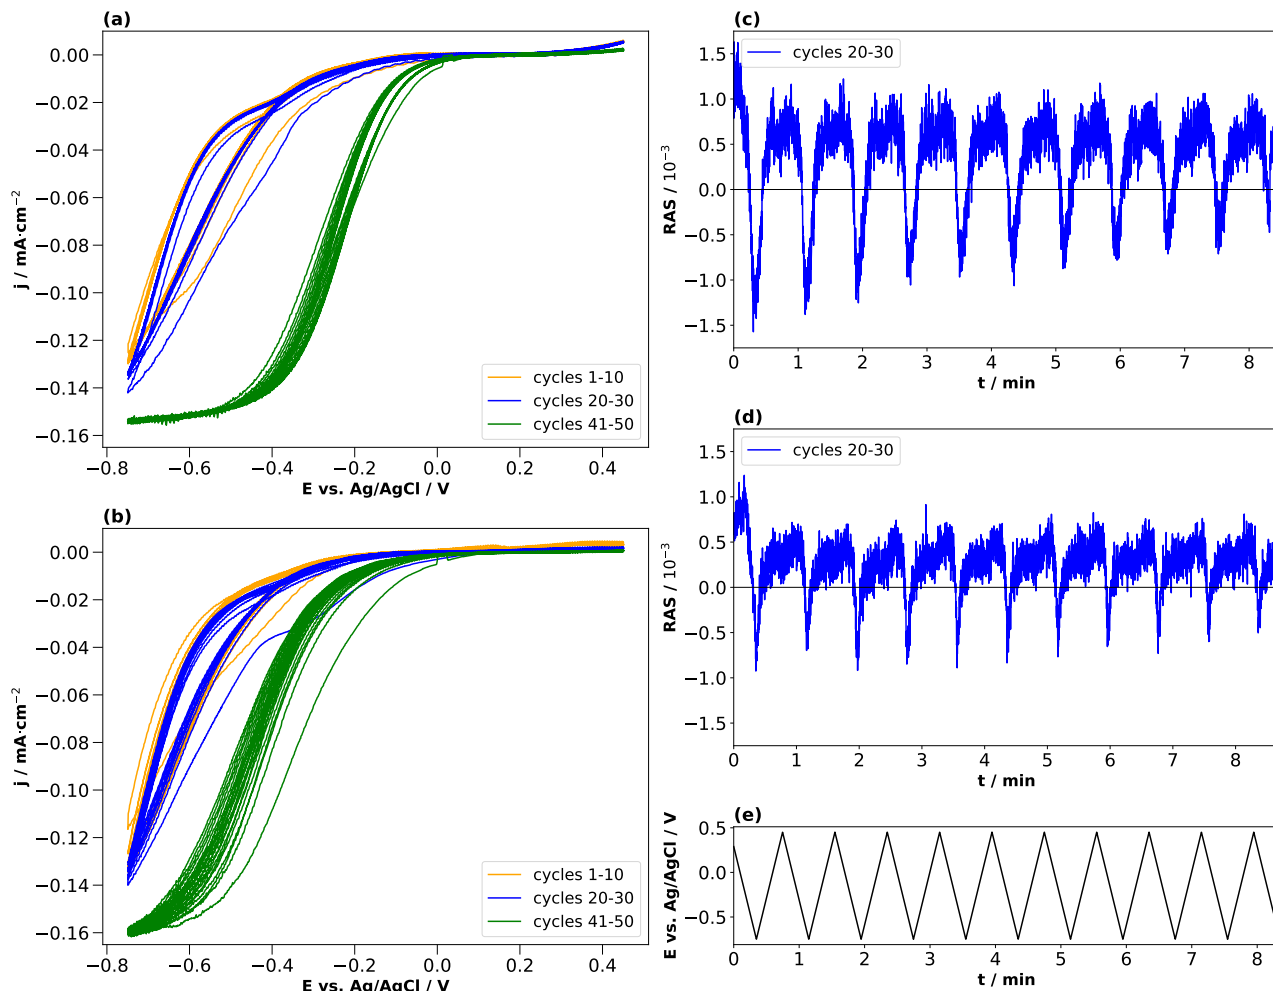 (a)
0.00
−0.02
−0.04
−0.06
−0.08
−0.10
−0.12
−0.14
−0.16
j / mA·cm⁻²
cycles 1-10
cycles 20-30
cycles 41-50
−0.8 −0.6 −0.4 −0.2 0.0 0.2 0.4
E vs. Ag/AgCl / V
(b)
0.00
−0.02
−0.04
−0.06
−0.08
−0.10
−0.12
−0.14
−0.16
j / mA·cm⁻²
cycles 1-10
cycles 20-30
cycles 41-50
−0.8 −0.6 −0.4 −0.2 0.0 0.2 0.4
E vs. Ag/AgCl / V
(c)
cycles 20-30
1.5
1.0
0.5
0.0
−0.5
−1.0
−1.5
RAS / 10⁻³
0 1 2 3 4 5 6 7 8
t / min
(d)
cycles 20-30
1.5
1.0
0.5
0.0
−0.5
−1.0
−1.5
RAS / 10⁻³
0 1 2 3 4 5 6 7 8
t / min
(e)
0.5
0.0
−0.5
E vs. Ag/AgCl / V
0 1 2 3 4 5 6 7 8
t / min